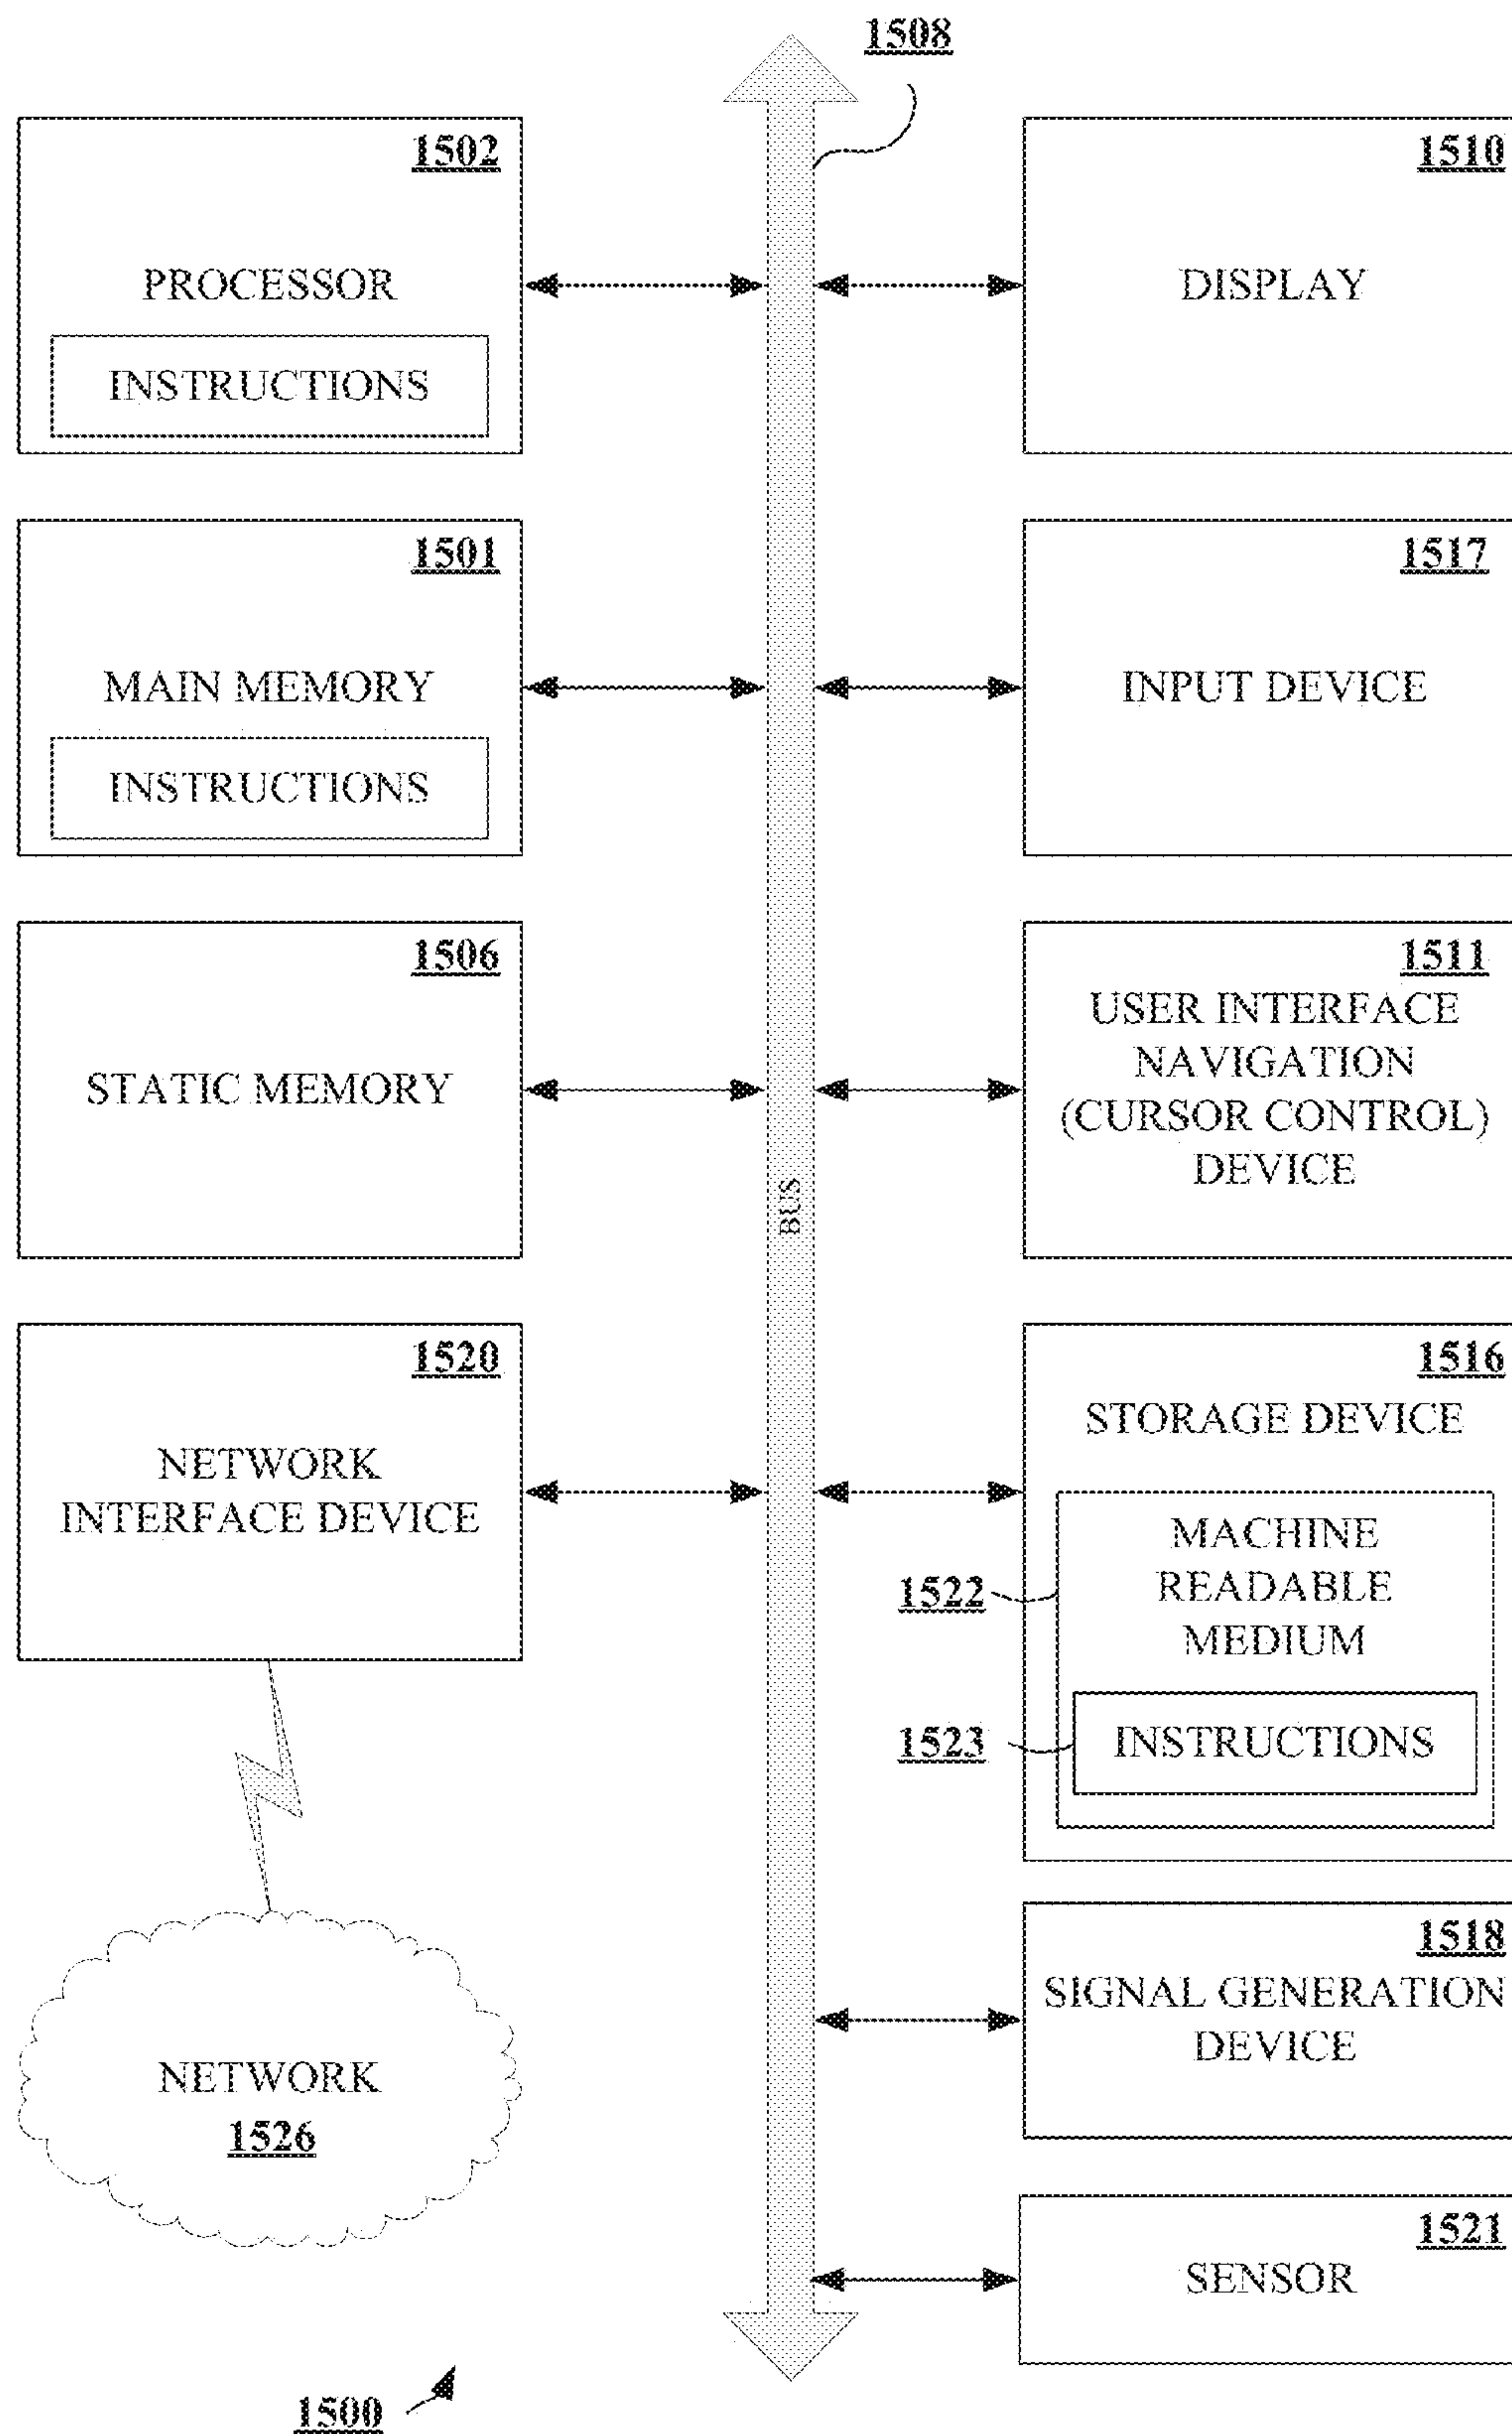 1508
1502
PROCESSOR
INSTRUCTIONS
1510
DISPLAY
1501
MAIN MEMORY
INSTRUCTIONS
1517
INPUT DEVICE
1506
STATIC MEMORY
1511
USER INTERFACE
NAVIGATION
(CURSOR CONTROL)
DEVICE
BUS
1520
NETWORK
INTERFACE DEVICE
1516
STORAGE DEVICE
1522
MACHINE
READABLE
MEDIUM
1523
INSTRUCTIONS
1518
SIGNAL GENERATION
DEVICE
NETWORK
1526
1521
SENSOR
1500